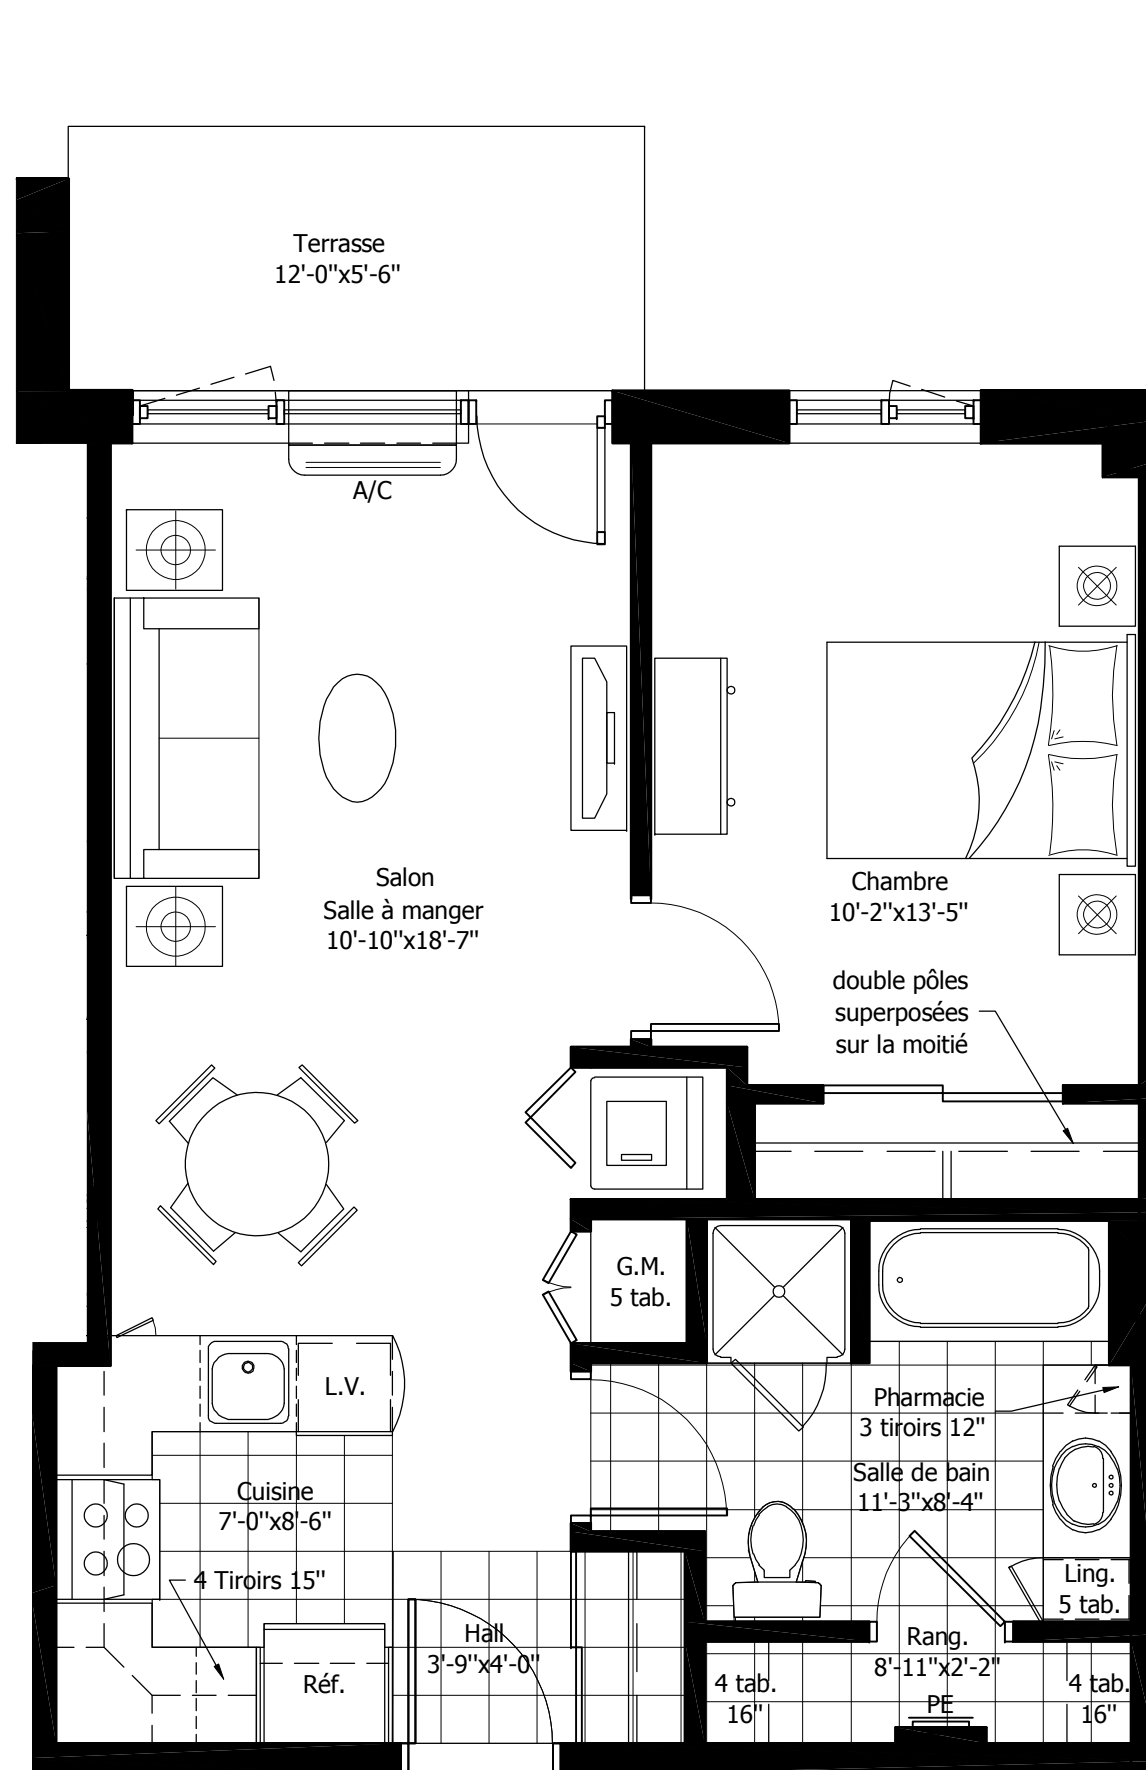 Terrasse
12'-0"x5'-6"
A/C
Salon
Salle à manger
10'-10"x18'-7"
Chambre
10'-2"x13'-5"
double pôles
superposées
sur la moitié
G.M.
5 tab.
L.V.
Pharmacie
3 tiroirs 12"
Salle de bain
11'-3"x8'-4"
Cuisine
7'-0"x8'-6"
4 Tiroirs 15"
Ling.
5 tab.
Hall
3'-9"x4'-0"
Réf.
Rang.
8'-11"x2'-2"
4 tab.
16"
PE
4 tab.
16"